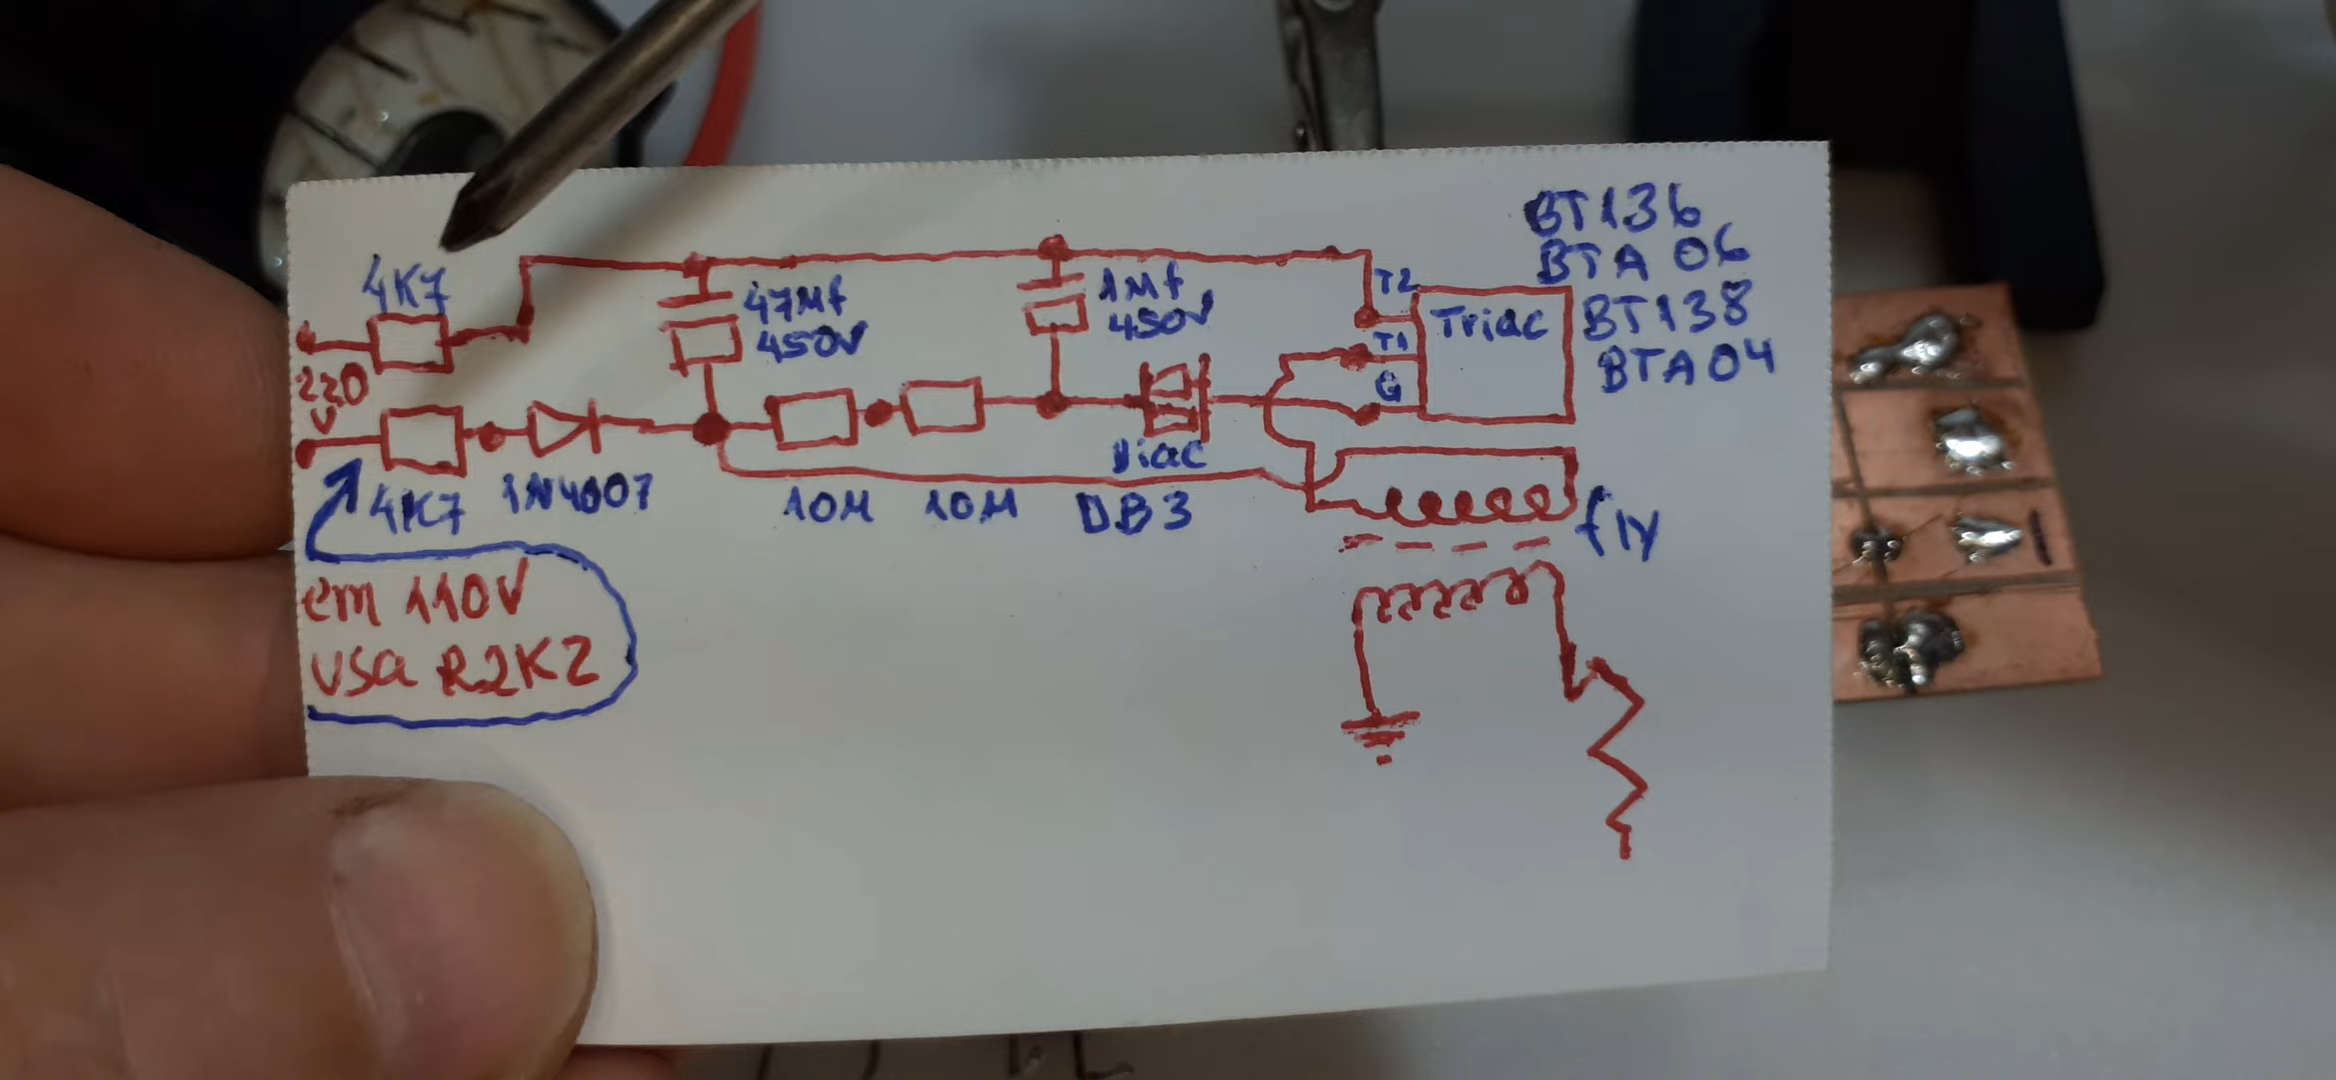 BT136
BTA 06
BT138
BTA04
4K7
47Mf
450V
1Mf
450V
T2
T1
G
Triac
220
V
4K7
1N4007
10M
10M
Diac
DB3
fly
em 110V
usa R2K2